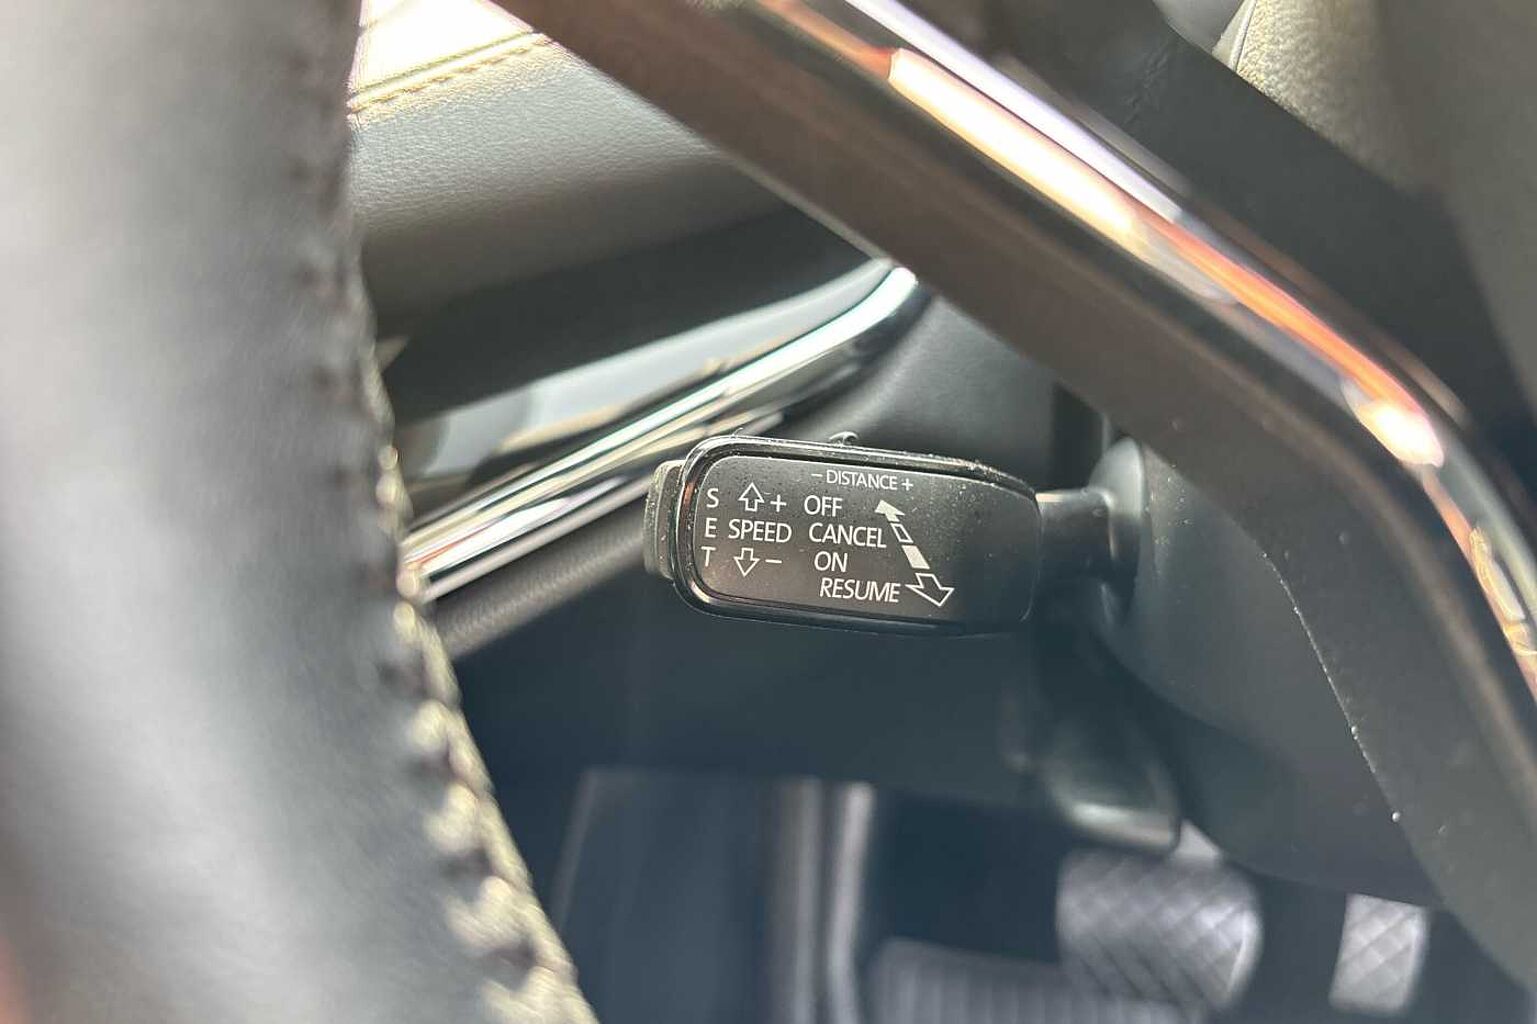 − DISTANCE +
S + OFF
E SPEED CANCEL
T − ON
RESUME